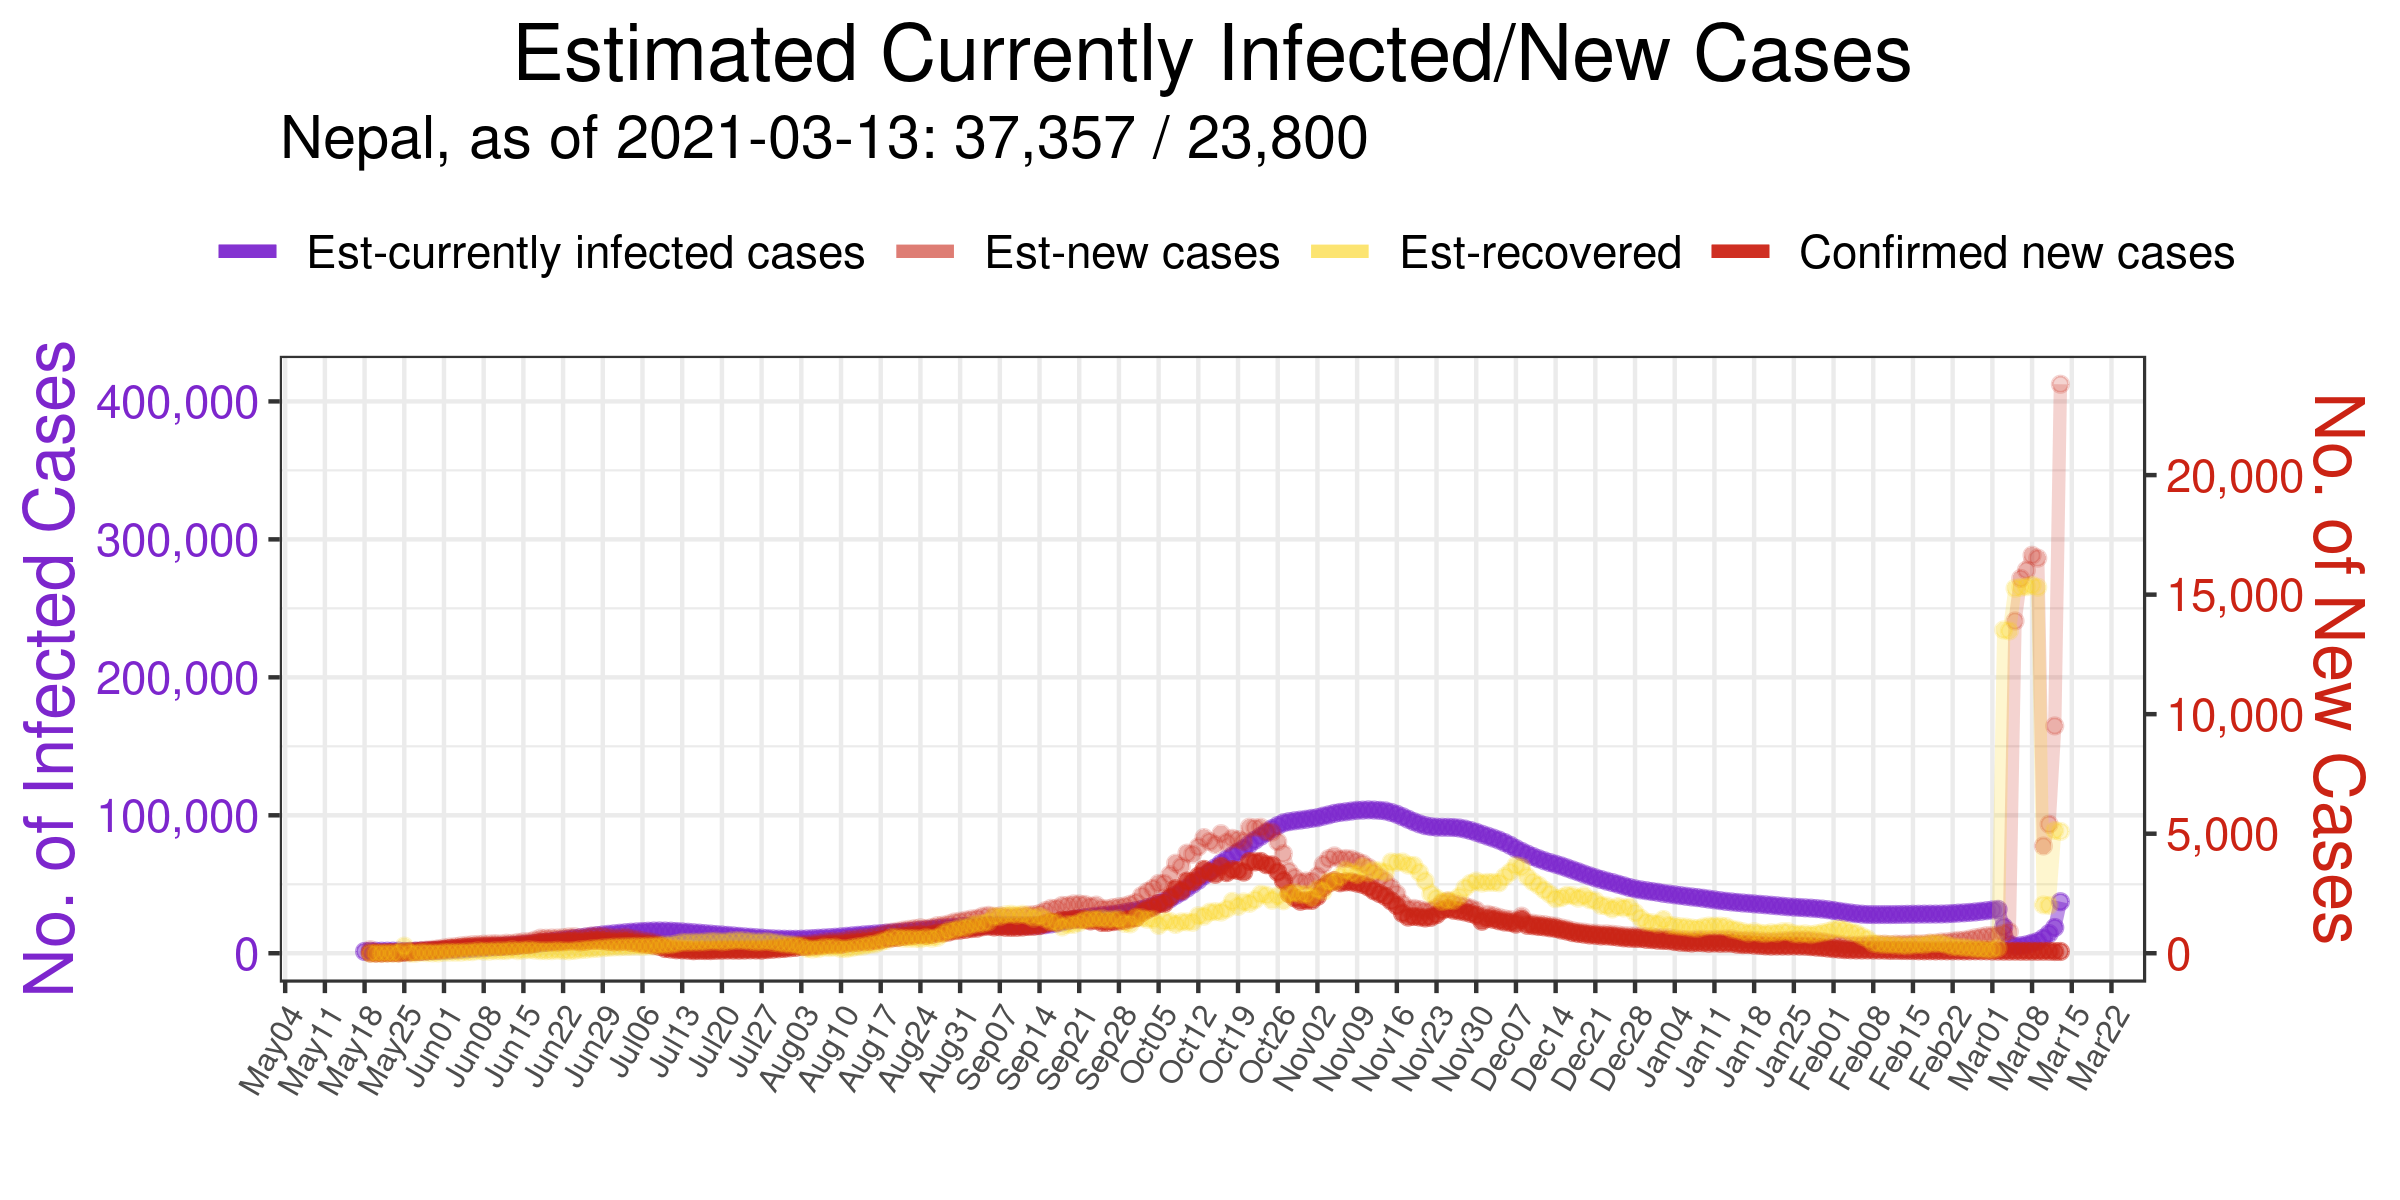 Estimated Currently Infected/New Cases
Nepal, as of 2021-03-13: 37,357 / 23,800
Est-currently infected cases Est-new cases Est-recovered Confirmed new cases
No. of Infected Cases
400,000
300,000
200,000
100,000
0
20,000
15,000
10,000
5,000
0
No. of New Cases
May04 May11 May18 May25 Jun01 Jun08 Jun15 Jun22 Jun29 Jul06 Jul13 Jul20 Jul27 Aug03 Aug10 Aug17 Aug24 Aug31 Sep07 Sep14 Sep21 Sep28 Oct05 Oct12 Oct19 Oct26 Nov02 Nov09 Nov16 Nov23 Nov30 Dec07 Dec14 Dec21 Dec28 Jan04 Jan11 Jan18 Jan25 Feb01 Feb08 Feb15 Feb22 Mar01 Mar08 Mar15 Mar22